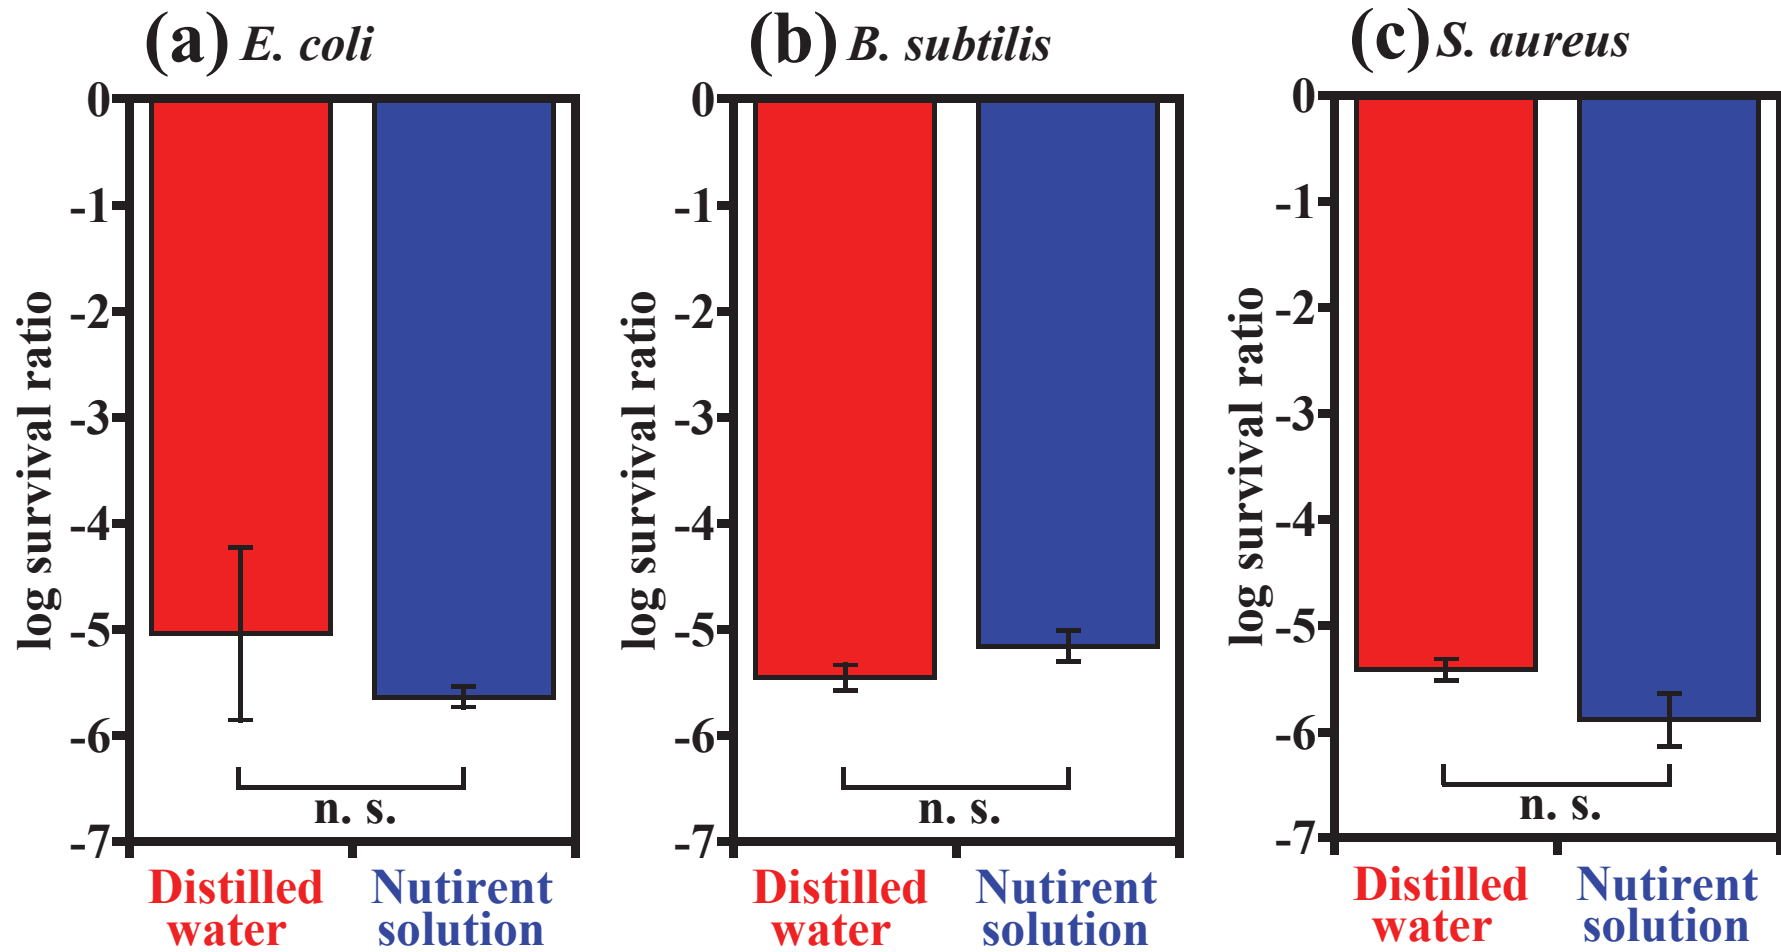 (a) E. coli
0
-1
-2
-3
-4
-5
-6
-7
log survival ratio
n. s.
Distilled
water
Nutirent
solution
(b) B. subtilis
0
-1
-2
-3
-4
-5
-6
-7
log survival ratio
n. s.
Distilled
water
Nutirent
solution
(c) S. aureus
0
-1
-2
-3
-4
-5
-6
-7
log survival ratio
n. s.
Distilled
water
Nutirent
solution